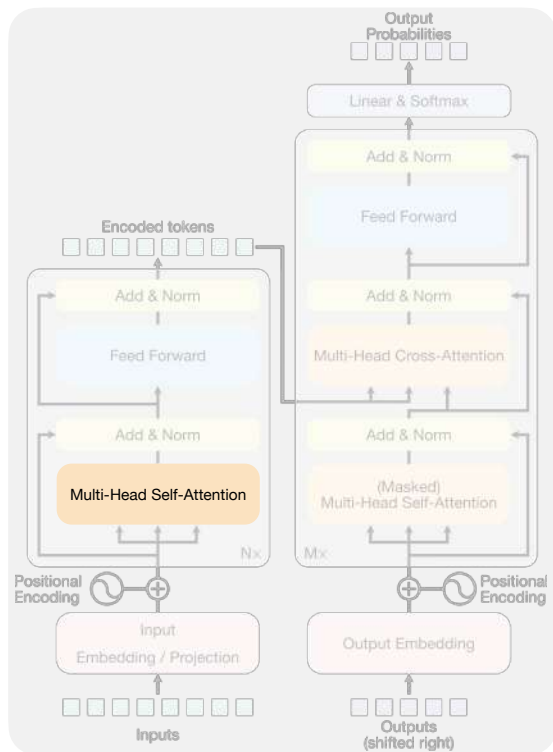 Output
Probabilities
Linear & Softmax
Add & Norm
Feed Forward
Encoded tokens
Add & Norm
Add & Norm
Feed Forward
Multi-Head Cross-Attention
Add & Norm
Add & Norm
Multi-Head Self-Attention
(Masked)
Multi-Head Self-Attention
N×
M×
Positional
Encoding
Positional
Encoding
Input
Embedding / Projection
Output Embedding
Inputs
Outputs
(shifted right)